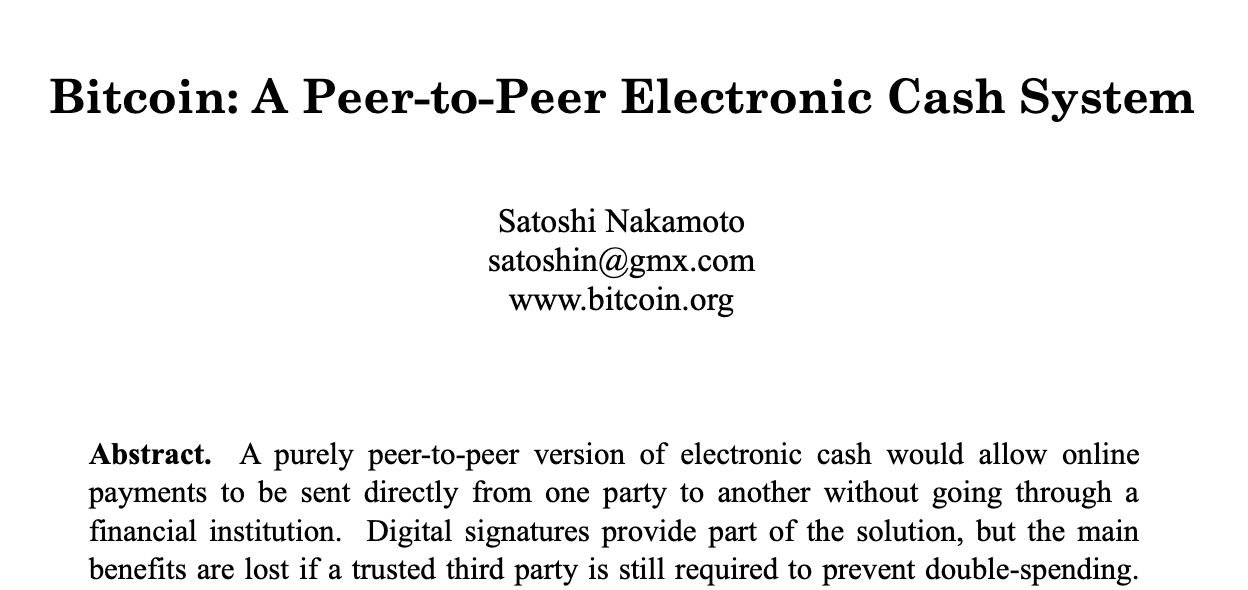 Bitcoin: A Peer-to-Peer Electronic Cash System
Satoshi Nakamoto
satoshin@gmx.com
www.bitcoin.org
Abstract. A purely peer-to-peer version of electronic cash would allow online
payments to be sent directly from one party to another without going through a
financial institution. Digital signatures provide part of the solution, but the main
benefits are lost if a trusted third party is still required to prevent double-spending.